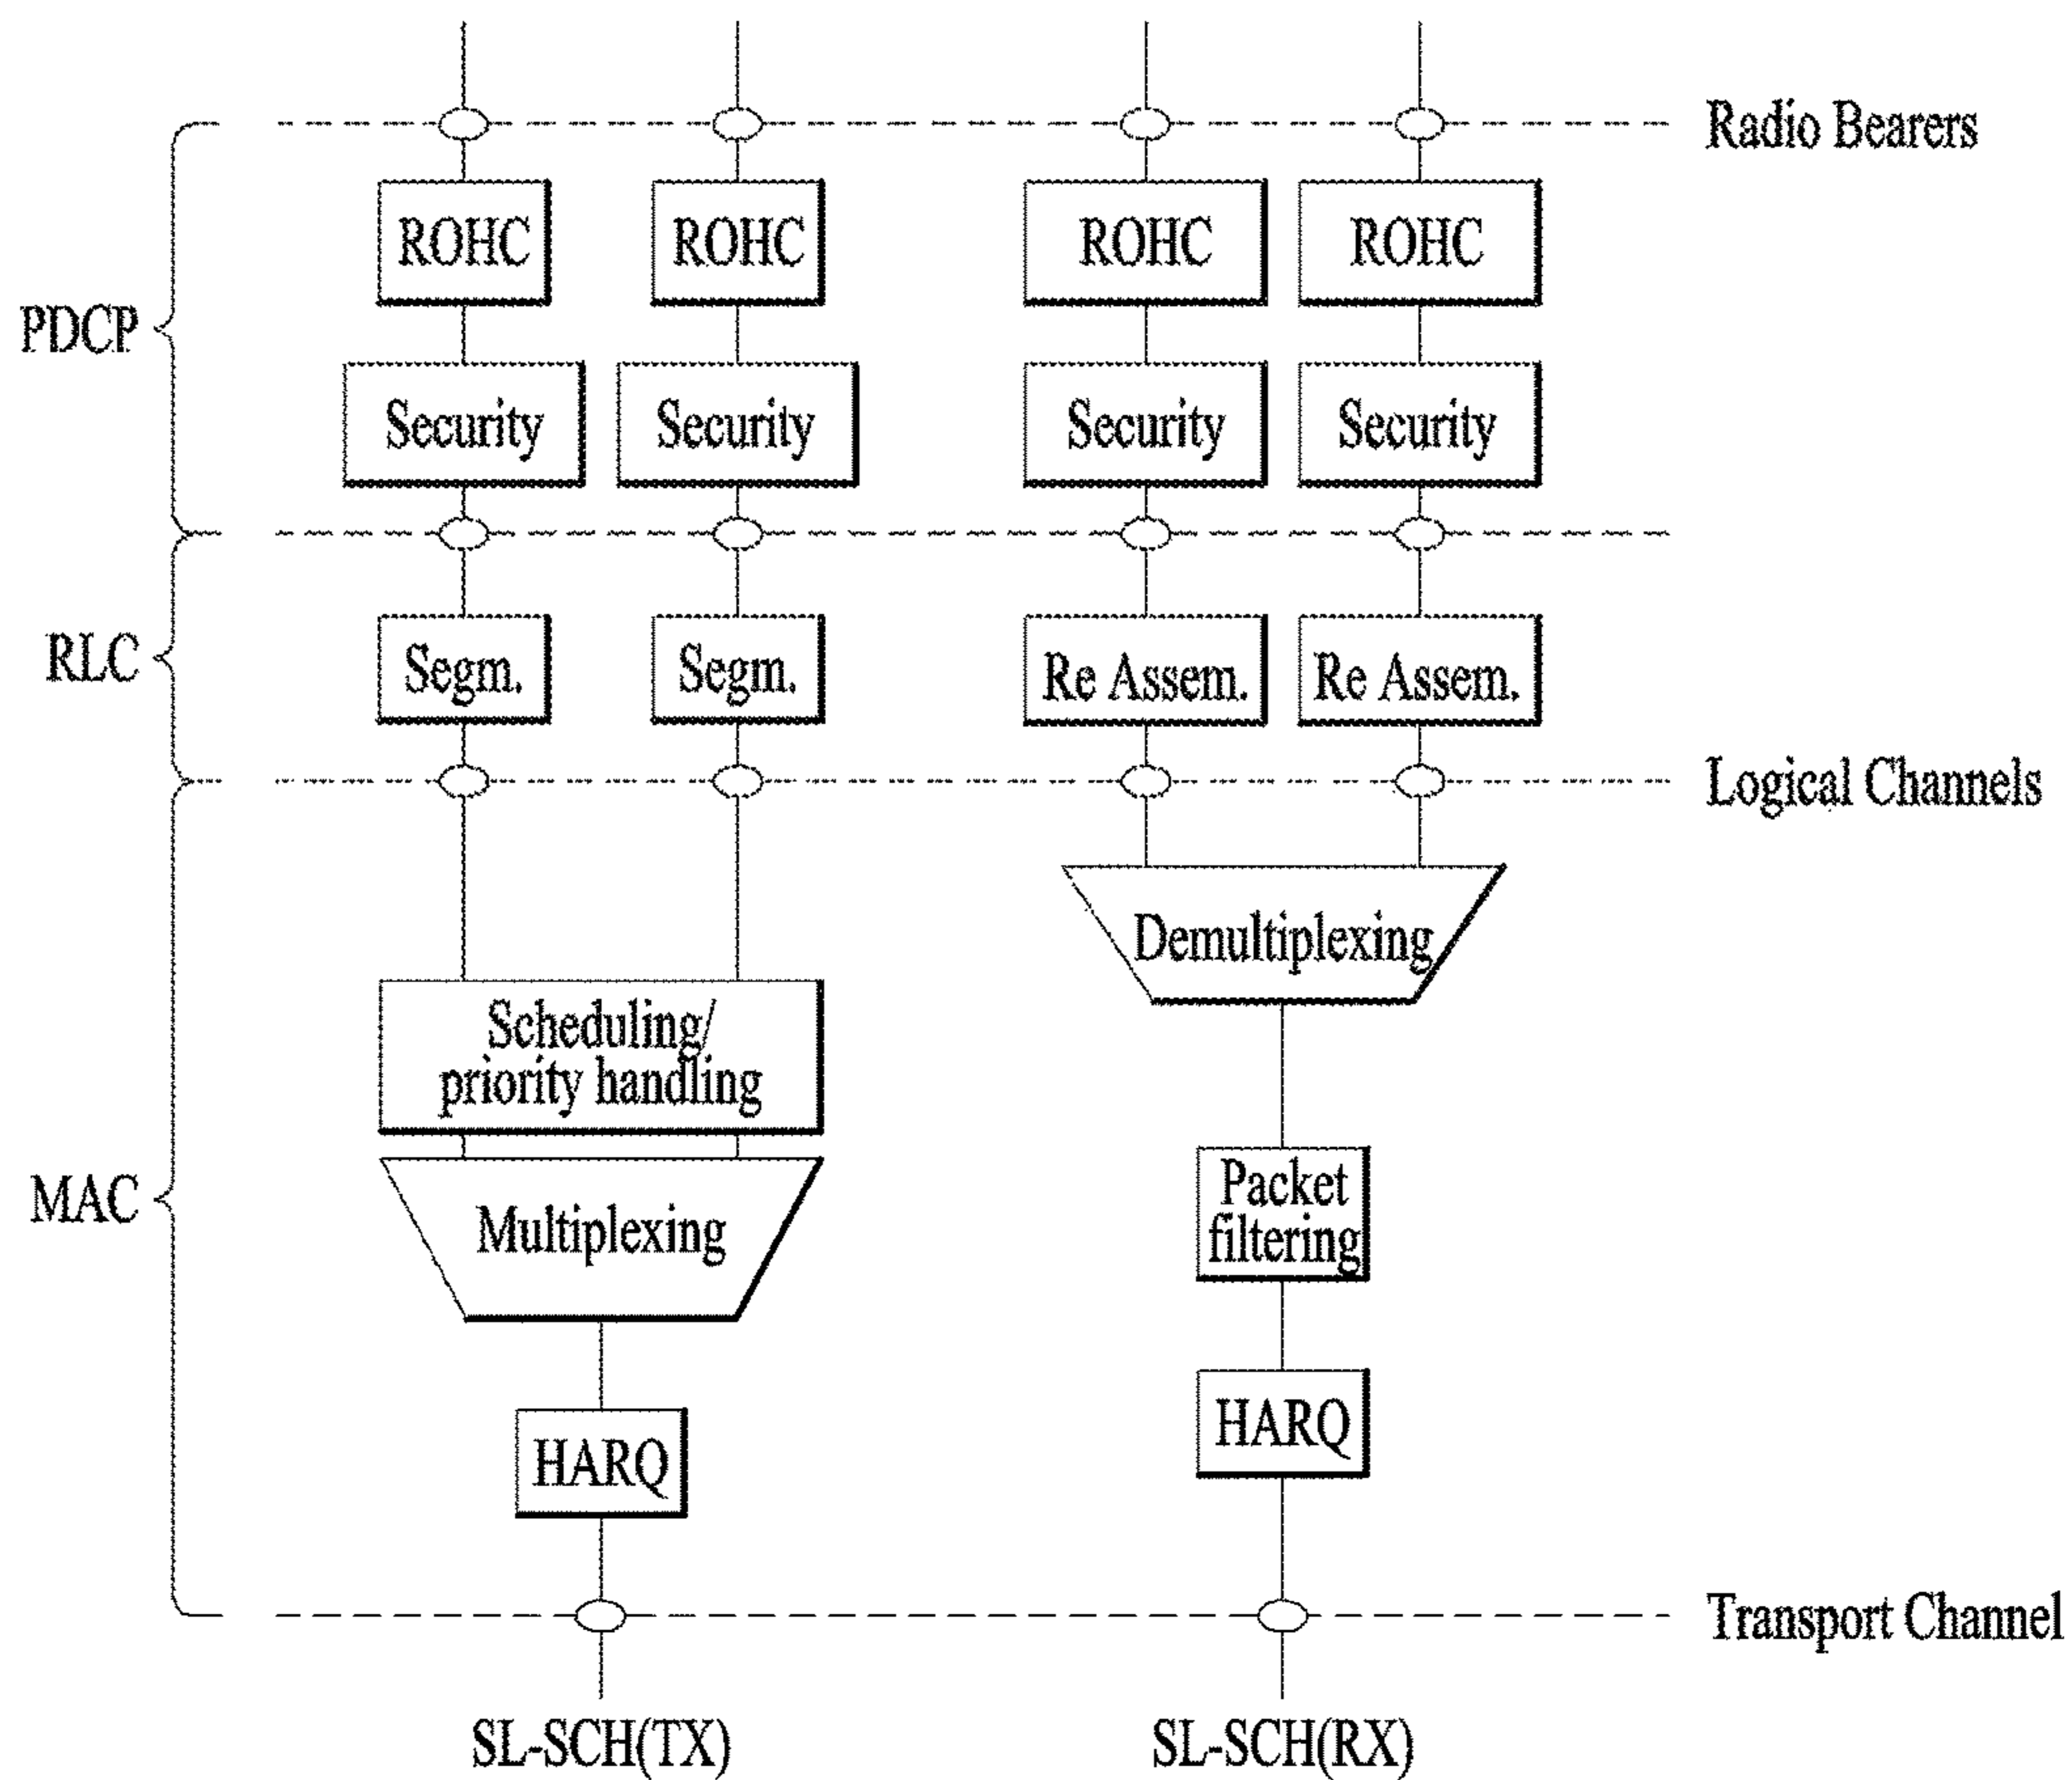 Radio Bearers
ROHC
ROHC
ROHC
ROHC
PDCP
Security
Security
Security
Security
RLC
Segm.
Segm.
Re Assem.
Re Assem.
Logical Channels
Demultiplexing
Scheduling/
priority handling
MAC
Multiplexing
Packet
filtering
HARQ
HARQ
Transport Channel
SL-SCH(TX)
SL-SCH(RX)